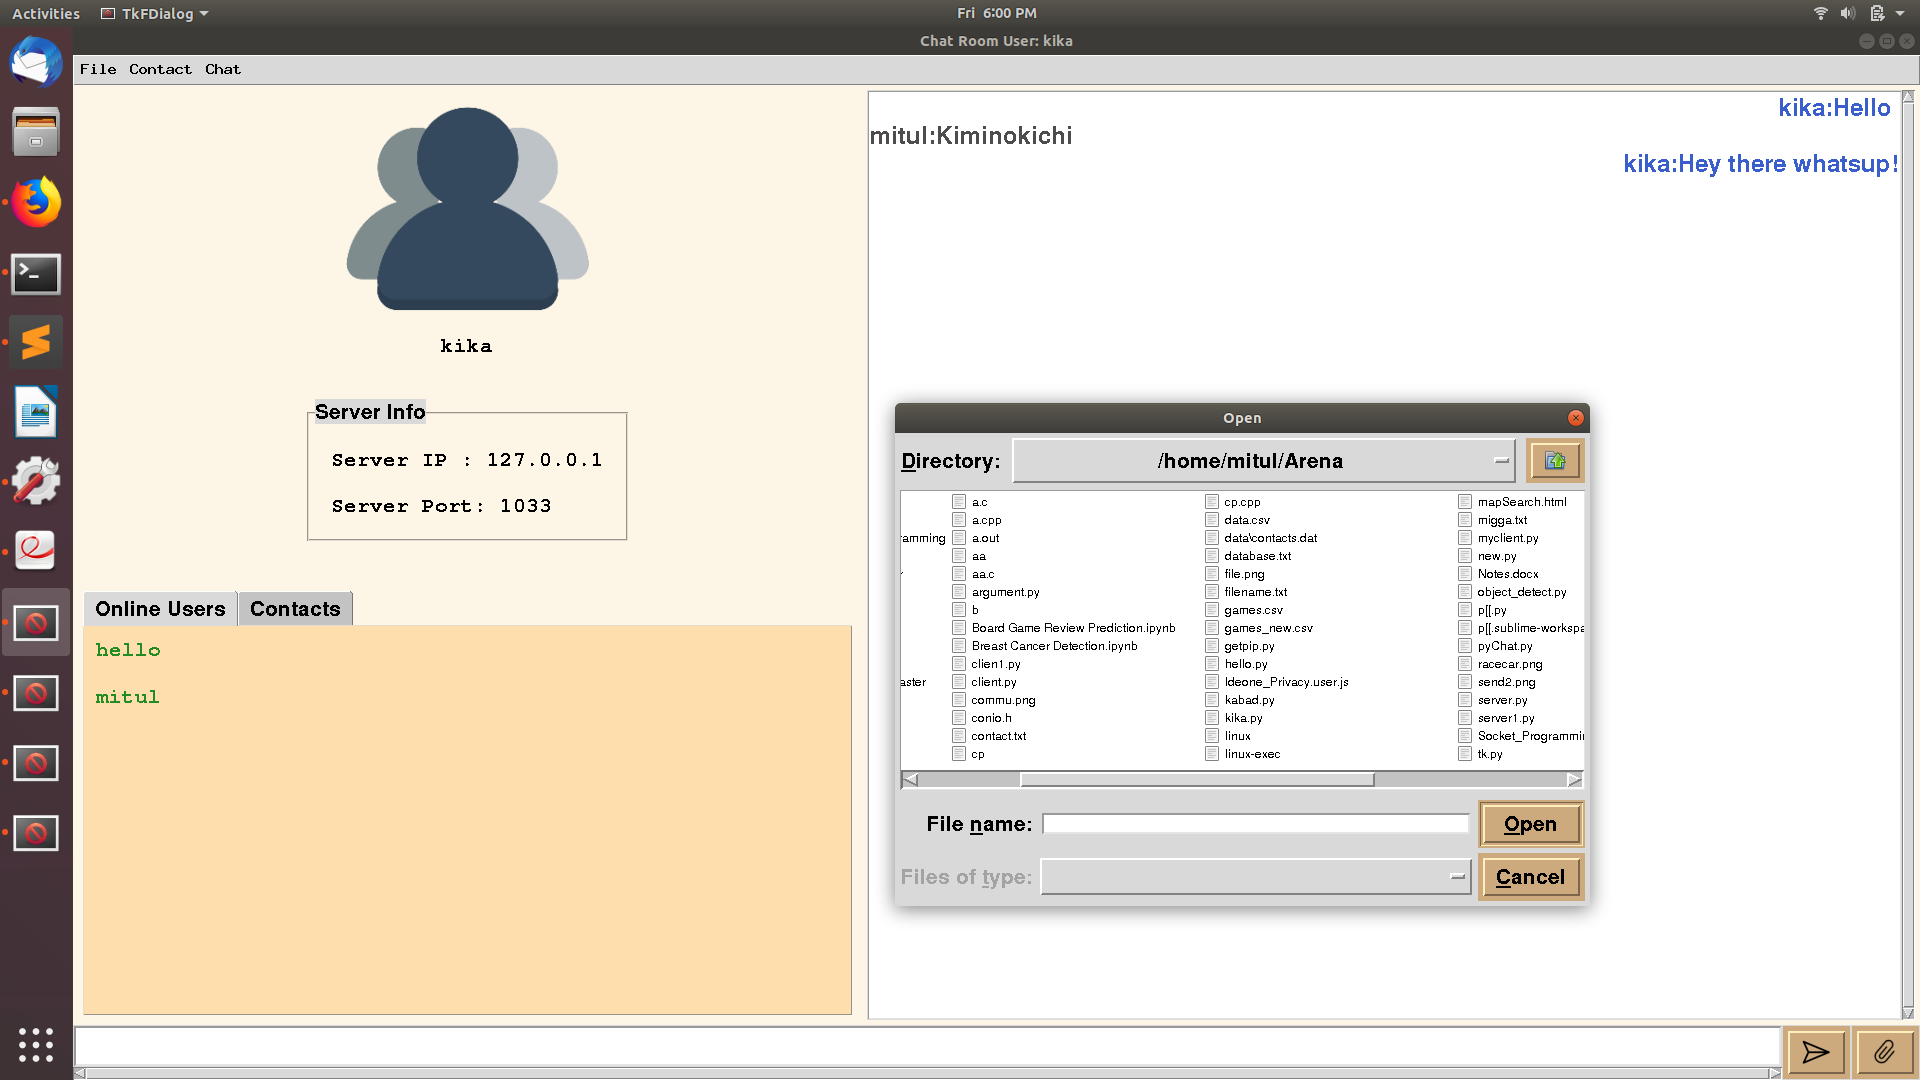 Activities TkFDialog Fri 6:00 PM
Chat Room User: kika
File Contact Chat
kika:Hello
mitul:Kiminokichi
kika:Hey there whatsup!
kika
Server Info
Server IP : 127.0.0.1
Server Port: 1033
Online Users Contacts
hello
mitul
Open
Directory: /home/mitul/Arena
a.c cp.cpp mapSearch.html
a.cpp data.csv migga.txt
ramming a.out data\contacts.dat myclient.py
aa database.txt new.py
aa.c file.png Notes.docx
argument.py filename.txt object_detect.py
b games.csv p[[.py
Board Game Review Prediction.ipynb games_new.csv p[[.sublime-workspa
Breast Cancer Detection.ipynb getpip.py pyChat.py
clien1.py hello.py racecar.png
aster client.py Ideone_Privacy.user.js send2.png
commu.png kabad.py server.py
conio.h kika.py server1.py
contact.txt linux Socket_Programmin
cp linux-exec tk.py
File name: Open
Files of type: Cancel